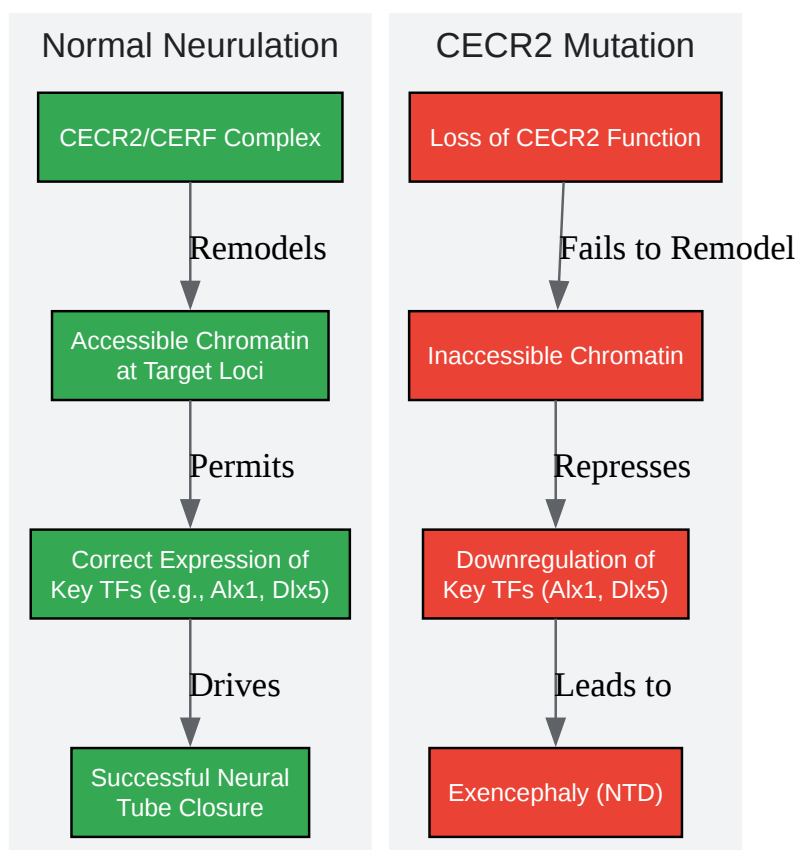 Normal Neurulation
CECR2/CERF Complex
Remodels
Accessible Chromatin
at Target Loci
Permits
Correct Expression of
Key TFs (e.g., Alx1, Dlx5)
Drives
Successful Neural
Tube Closure
CECR2 Mutation
Loss of CECR2 Function
Fails to Remodel
Inaccessible Chromatin
Represses
Downregulation of
Key TFs (Alx1, Dlx5)
Leads to
Exencephaly (NTD)